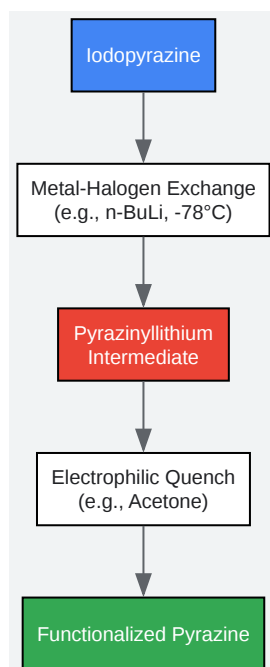 Iodopyrazine
Metal-Halogen Exchange
(e.g., n-BuLi, -78°C)
Pyrazinyllithium
Intermediate
Electrophilic Quench
(e.g., Acetone)
Functionalized Pyrazine